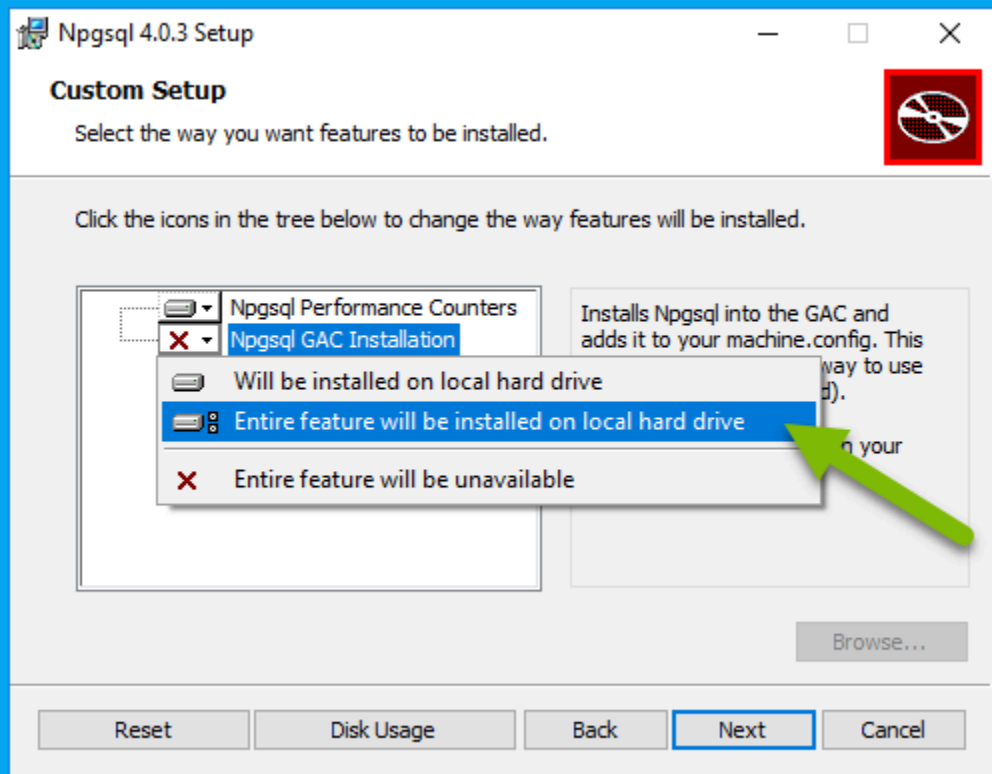 Npgsql 4.0.3 Setup
Custom Setup
Select the way you want features to be installed.
Click the icons in the tree below to change the way features will be installed.
Npgsql Performance Counters
Npgsql GAC Installation
Will be installed on local hard drive
Entire feature will be installed on local hard drive
Entire feature will be unavailable
Installs Npgsql into the GAC and
adds it to your machine.config. This
way to use
your
Browse...
Reset
Disk Usage
Back
Next
Cancel